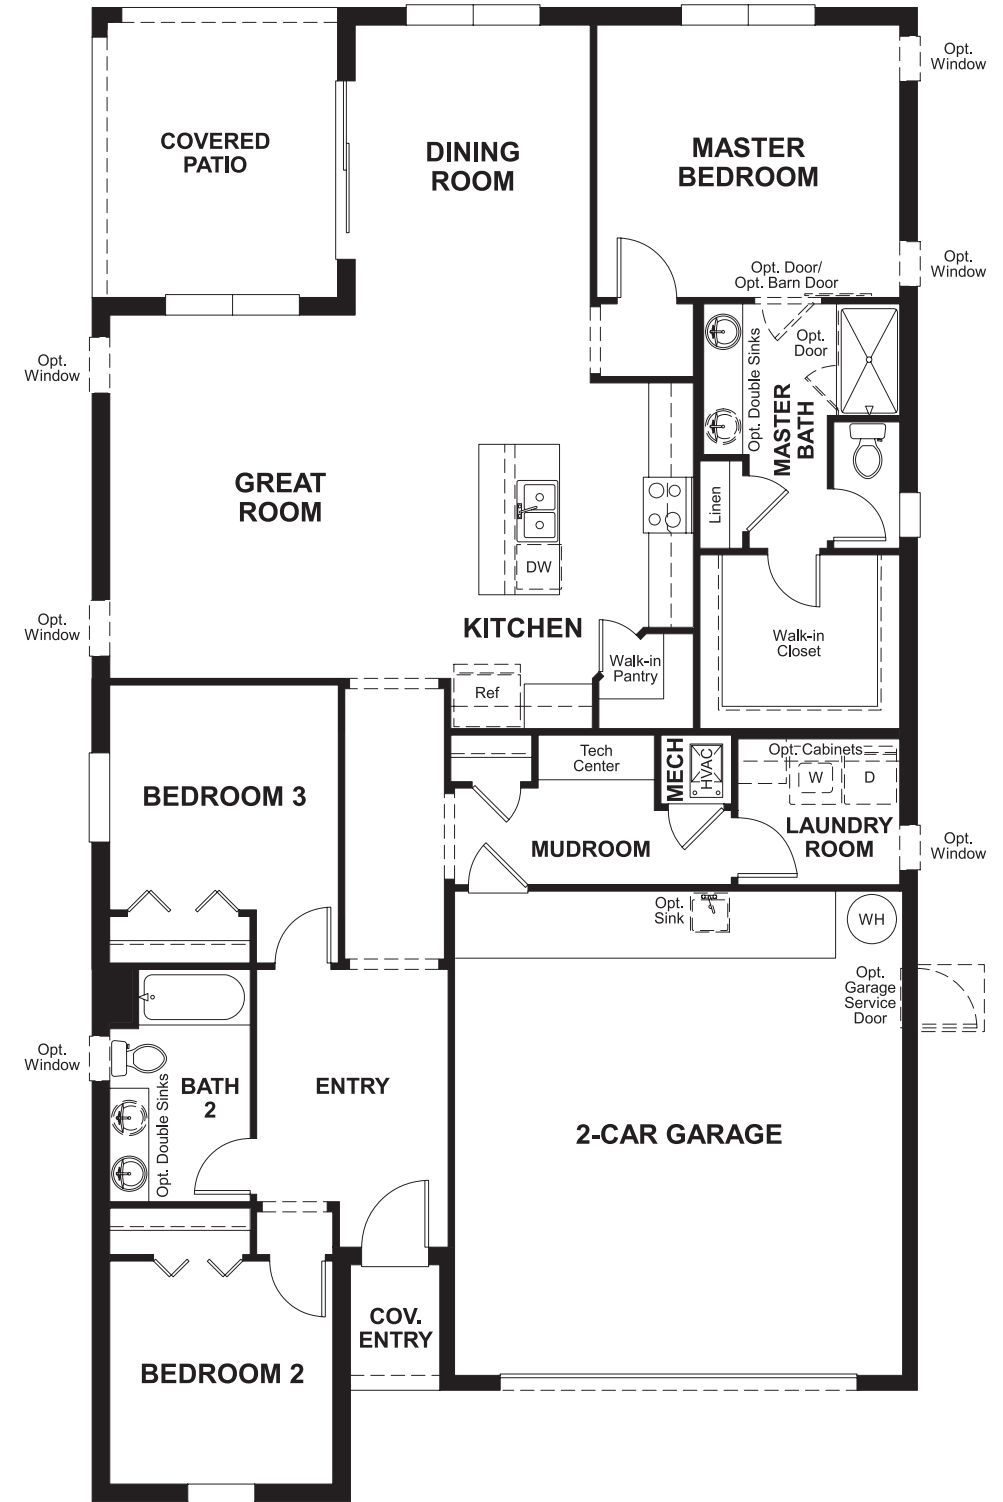 COVERED
PATIO
DINING
ROOM
MASTER
BEDROOM
Opt.
Window
Opt.
Window
Opt. Door/
Opt. Barn Door
Opt.
Door
Opt. Double Sinks
MASTER
BATH
Opt.
Window
GREAT
ROOM
Linen
DW
KITCHEN
Opt.
Window
Walk-in
Closet
Walk-in
Pantry
Ref
Tech
Center
MECH
HVAC
Opt. Cabinets
W
D
BEDROOM 3
MUDROOM
LAUNDRY
ROOM
Opt.
Window
Opt.
Sink
WH
Opt.
Garage
Service
Door
Opt.
Window
BATH
2
Opt. Double Sinks
ENTRY
2-CAR GARAGE
COV.
ENTRY
BEDROOM 2